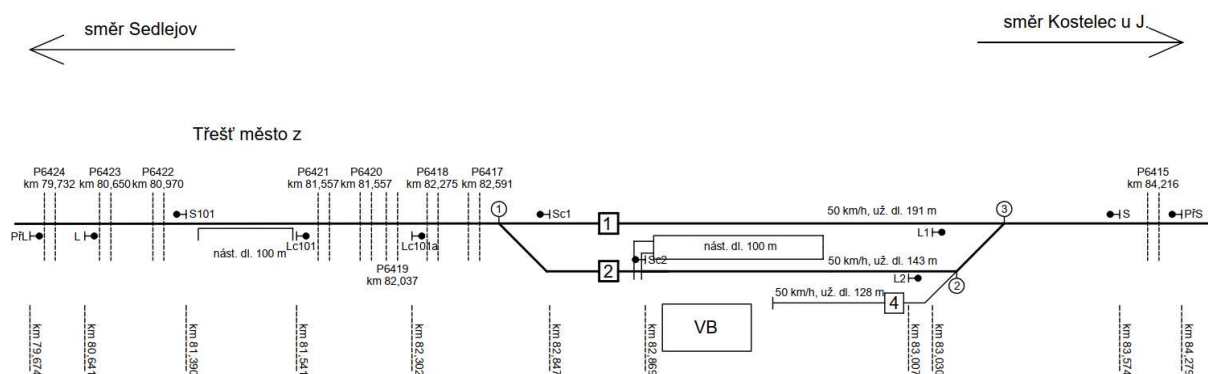 směr Sedlejov
směr Kostelec u J.
Třešť město z
P6424
km 79,732
P6423
km 80,650
P6422
km 80,970
P6421
km 81,557
P6420
km 81,557
P6418
km 82,275
P6417
km 82,591
P6415
km 84,216
S101
1
Sc1
1
50 km/h, už. dl. 191 m
3
S
PřS
PřL
L
nást. dl. 100 m
Lc101
Lc101a
L1
nást. dl. 100 m
Sc2
P6419
km 82,037
2
50 km/h, už. dl. 143 m
L2
2
50 km/h, už. dl. 128 m
4
VB
km 79,674
km 80,641
km 81,390
km 81,541
km 82,302
km 82,847
km 82,869
km 83,007
km 83,030
km 83,574
km 84,279